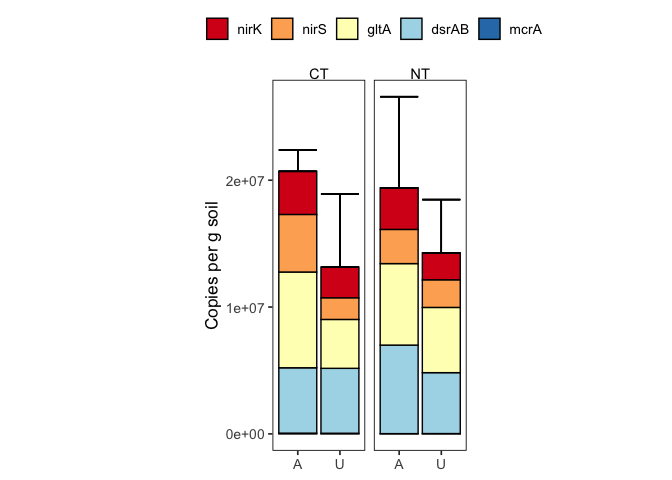 nirK nirS gltA dsrAB mcrA
CT NT
2e+07
1e+07
0e+00
Copies per g soil
A U A U